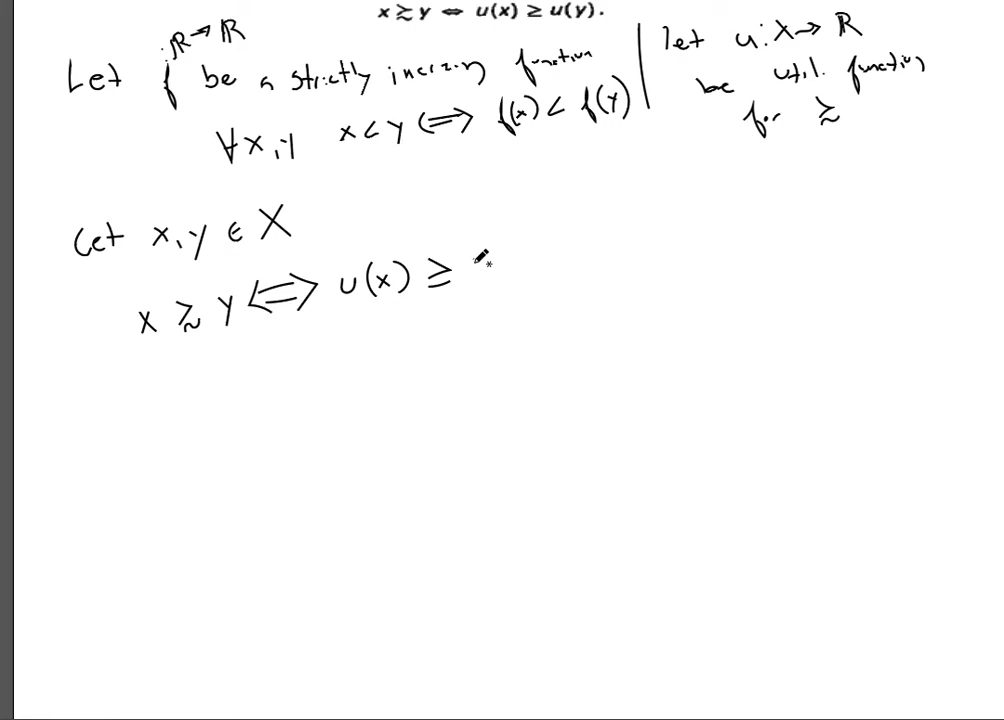 x ≿ y ⇔ u(x) ≥ u(y).
Let f : ℝ → ℝ be a strictly increasing function
∀x,y x < y ⟺ f(x) < f(y)
let u : X → ℝ
be util. function
for ≿
Let x, y ∈ X
x ≿ y ⟺ u(x) ≥